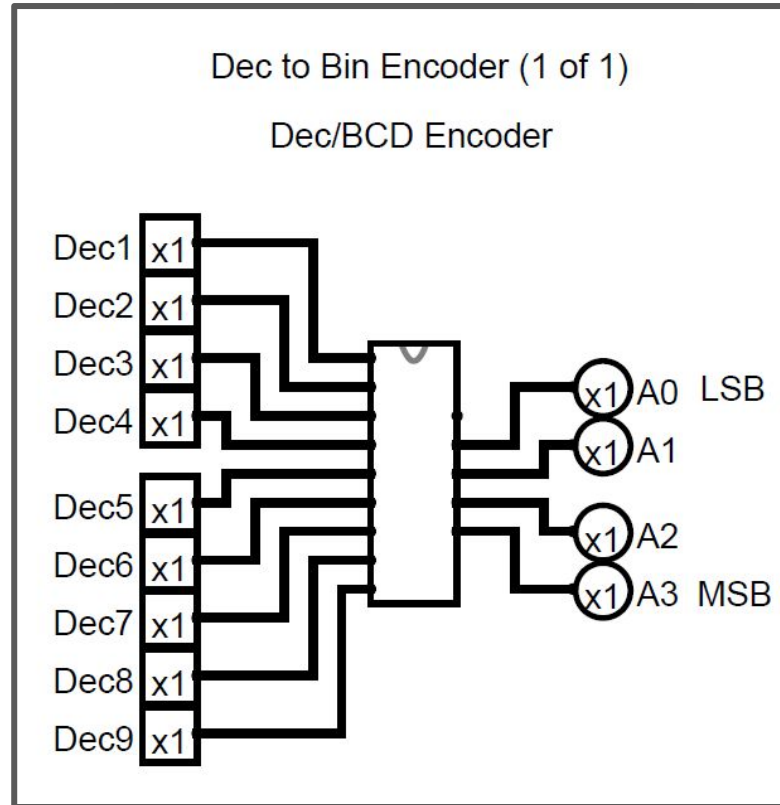 Dec to Bin Encoder (1 of 1)
Dec/BCD Encoder
Dec1 x1
Dec2 x1
Dec3 x1
Dec4 x1
Dec5 x1
Dec6 x1
Dec7 x1
Dec8 x1
Dec9 x1
x1 A0 LSB
x1 A1
x1 A2
x1 A3 MSB